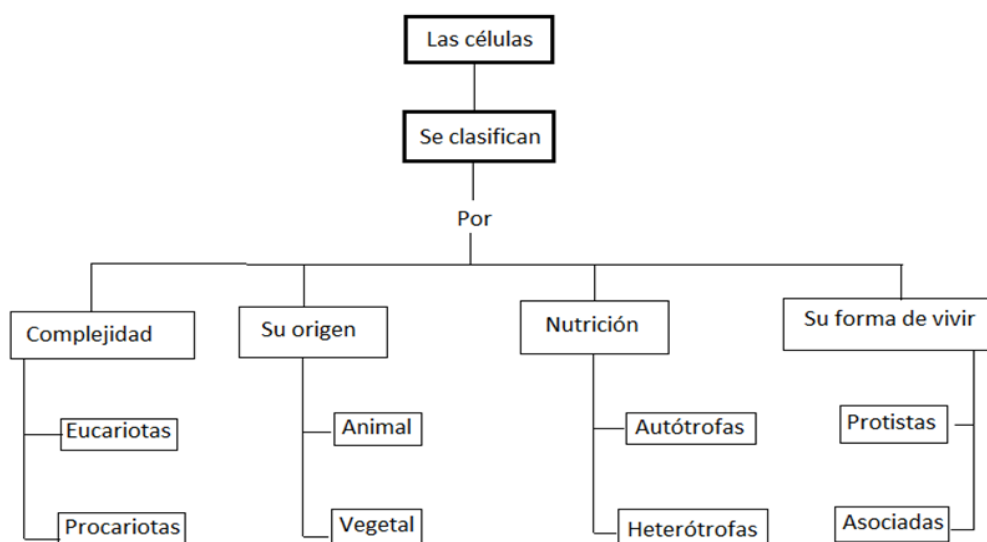 Las células
Se clasifican
Por
Complejidad
Su origen
Nutrición
Su forma de vivir
Eucariotas
Animal
Autótrofas
Protistas
Procariotas
Vegetal
Heterótrofas
Asociadas